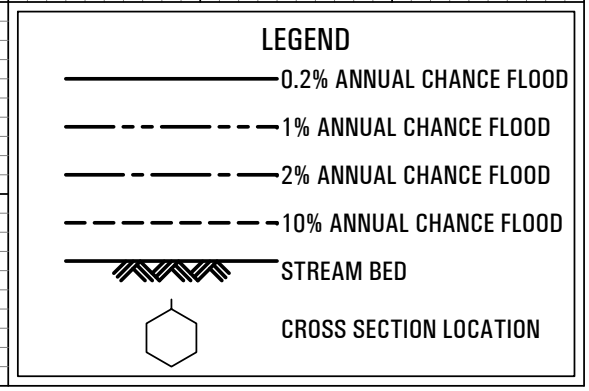 LEGEND
0.2% ANNUAL CHANCE FLOOD
1% ANNUAL CHANCE FLOOD
2% ANNUAL CHANCE FLOOD
10% ANNUAL CHANCE FLOOD
STREAM BED
CROSS SECTION LOCATION